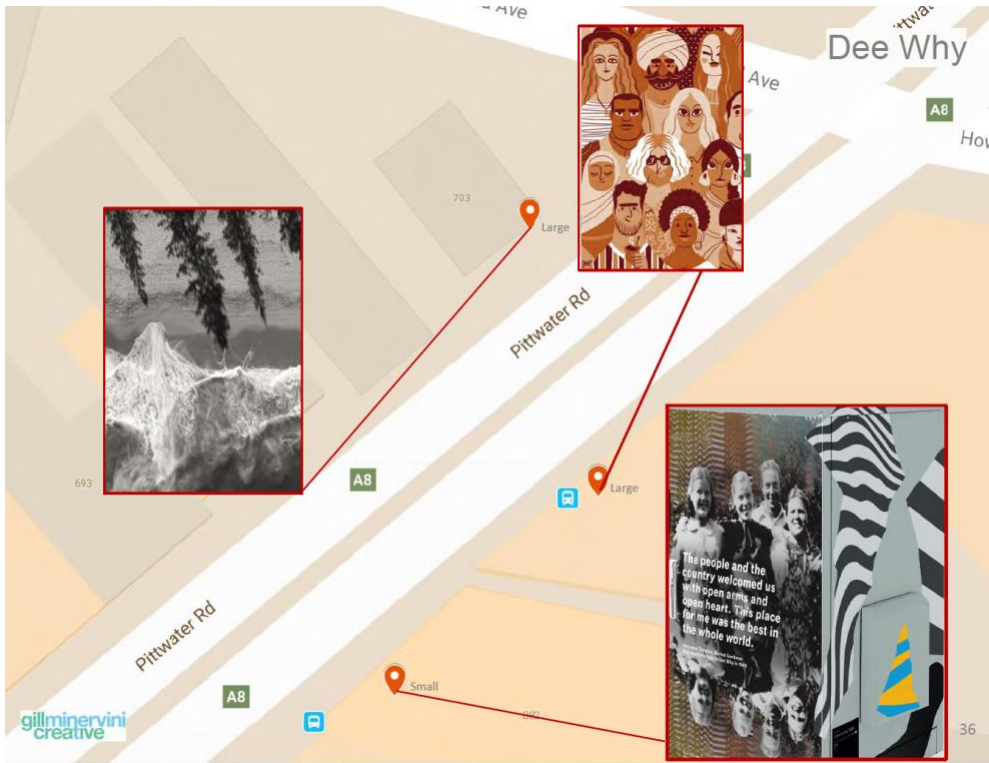 Ave
Dee Why
Ave
A8
703
Large
Pittwater Rd
A8
693
Large
The people and the
country welcomed us
with open arms and
open heart. This place
for me was the best in
the whole world.
Pittwater Rd
Small
A8
gillminervini
creative
36